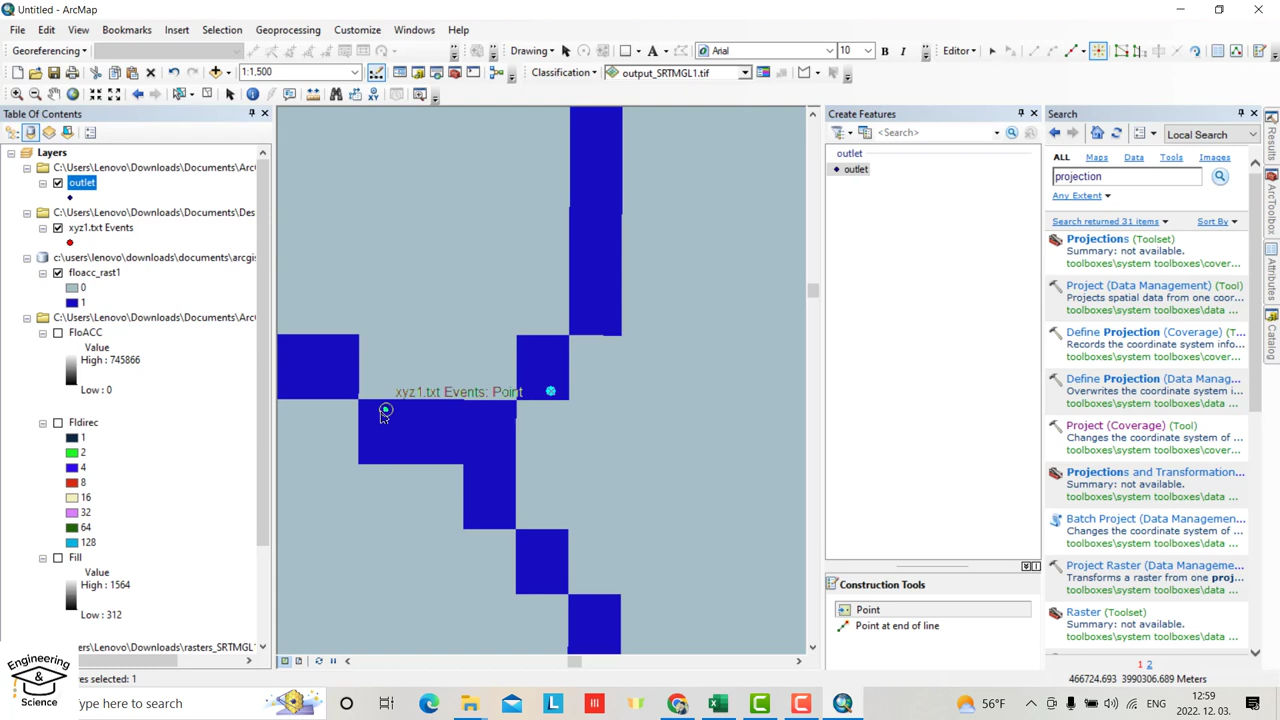 Untitled - ArcMap
File Edit View Bookmarks Insert Selection Geoprocessing Customize Windows Help
Georeferencing Drawing A Arial 10 B I Editor
1:1,500 Classification output_SRTMGL1.tif
Table Of Contents
Layers
C:\Users\Lenovo\Downloads\Documents\Arc
outlet
C:\Users\Lenovo\Downloads\Documents\Des
xyz1.txt Events
c:\users\lenovo\downloads\documents\arcgis
floacc_rast1
0
1
C:\Users\Lenovo\Downloads\Documents\Arc
FloACC
Value
High : 745866
Low : 0
Fldirec
1
2
4
8
16
32
64
128
Fill
Value
High : 1564
Low : 312
C:\Users\Lenovo\Downloads\rasters_SRTMGL1
xyz1.txt Events: Point
Create Features
<Search>
outlet
outlet
Construction Tools
Point
Point at end of line
Search
Local Search
ALL Maps Data Tools Images
projection
Any Extent
Search returned 31 items Sort By
Projections (Toolset)
Summary: not available.
toolboxes\system toolboxes\cover...
Project (Data Management) (Tool)
Projects spatial data from one coor...
toolboxes\system toolboxes\data ...
Define Projection (Coverage) (T...
Records the coordinate system info...
toolboxes\system toolboxes\cover...
Define Projection (Data Manage...
Changes the coordinate system of ...
toolboxes\system toolboxes\data ...
Project (Coverage) (Tool)
Changes the coordinate system of ...
toolboxes\system toolboxes\cover...
Projections and Transformation...
Summary: not available.
toolboxes\system toolboxes\data ...
Batch Project (Data Managemen...
Changes the coordinate system of ...
toolboxes\system toolboxes\data ...
Project Raster (Data Manageme...
Transforms a raster from one proj...
toolboxes\system toolboxes\data ...
Raster (Toolset)
Summary: not available.
toolboxes\system toolboxes\data ...
1 2
Results
ArcToolbox
Attributes
Catalog
Engineering
&
Science
res selected: 1
466724.693 3990306.689 Meters
here to search
56°F
ENG
12:59
2022. 12. 03.